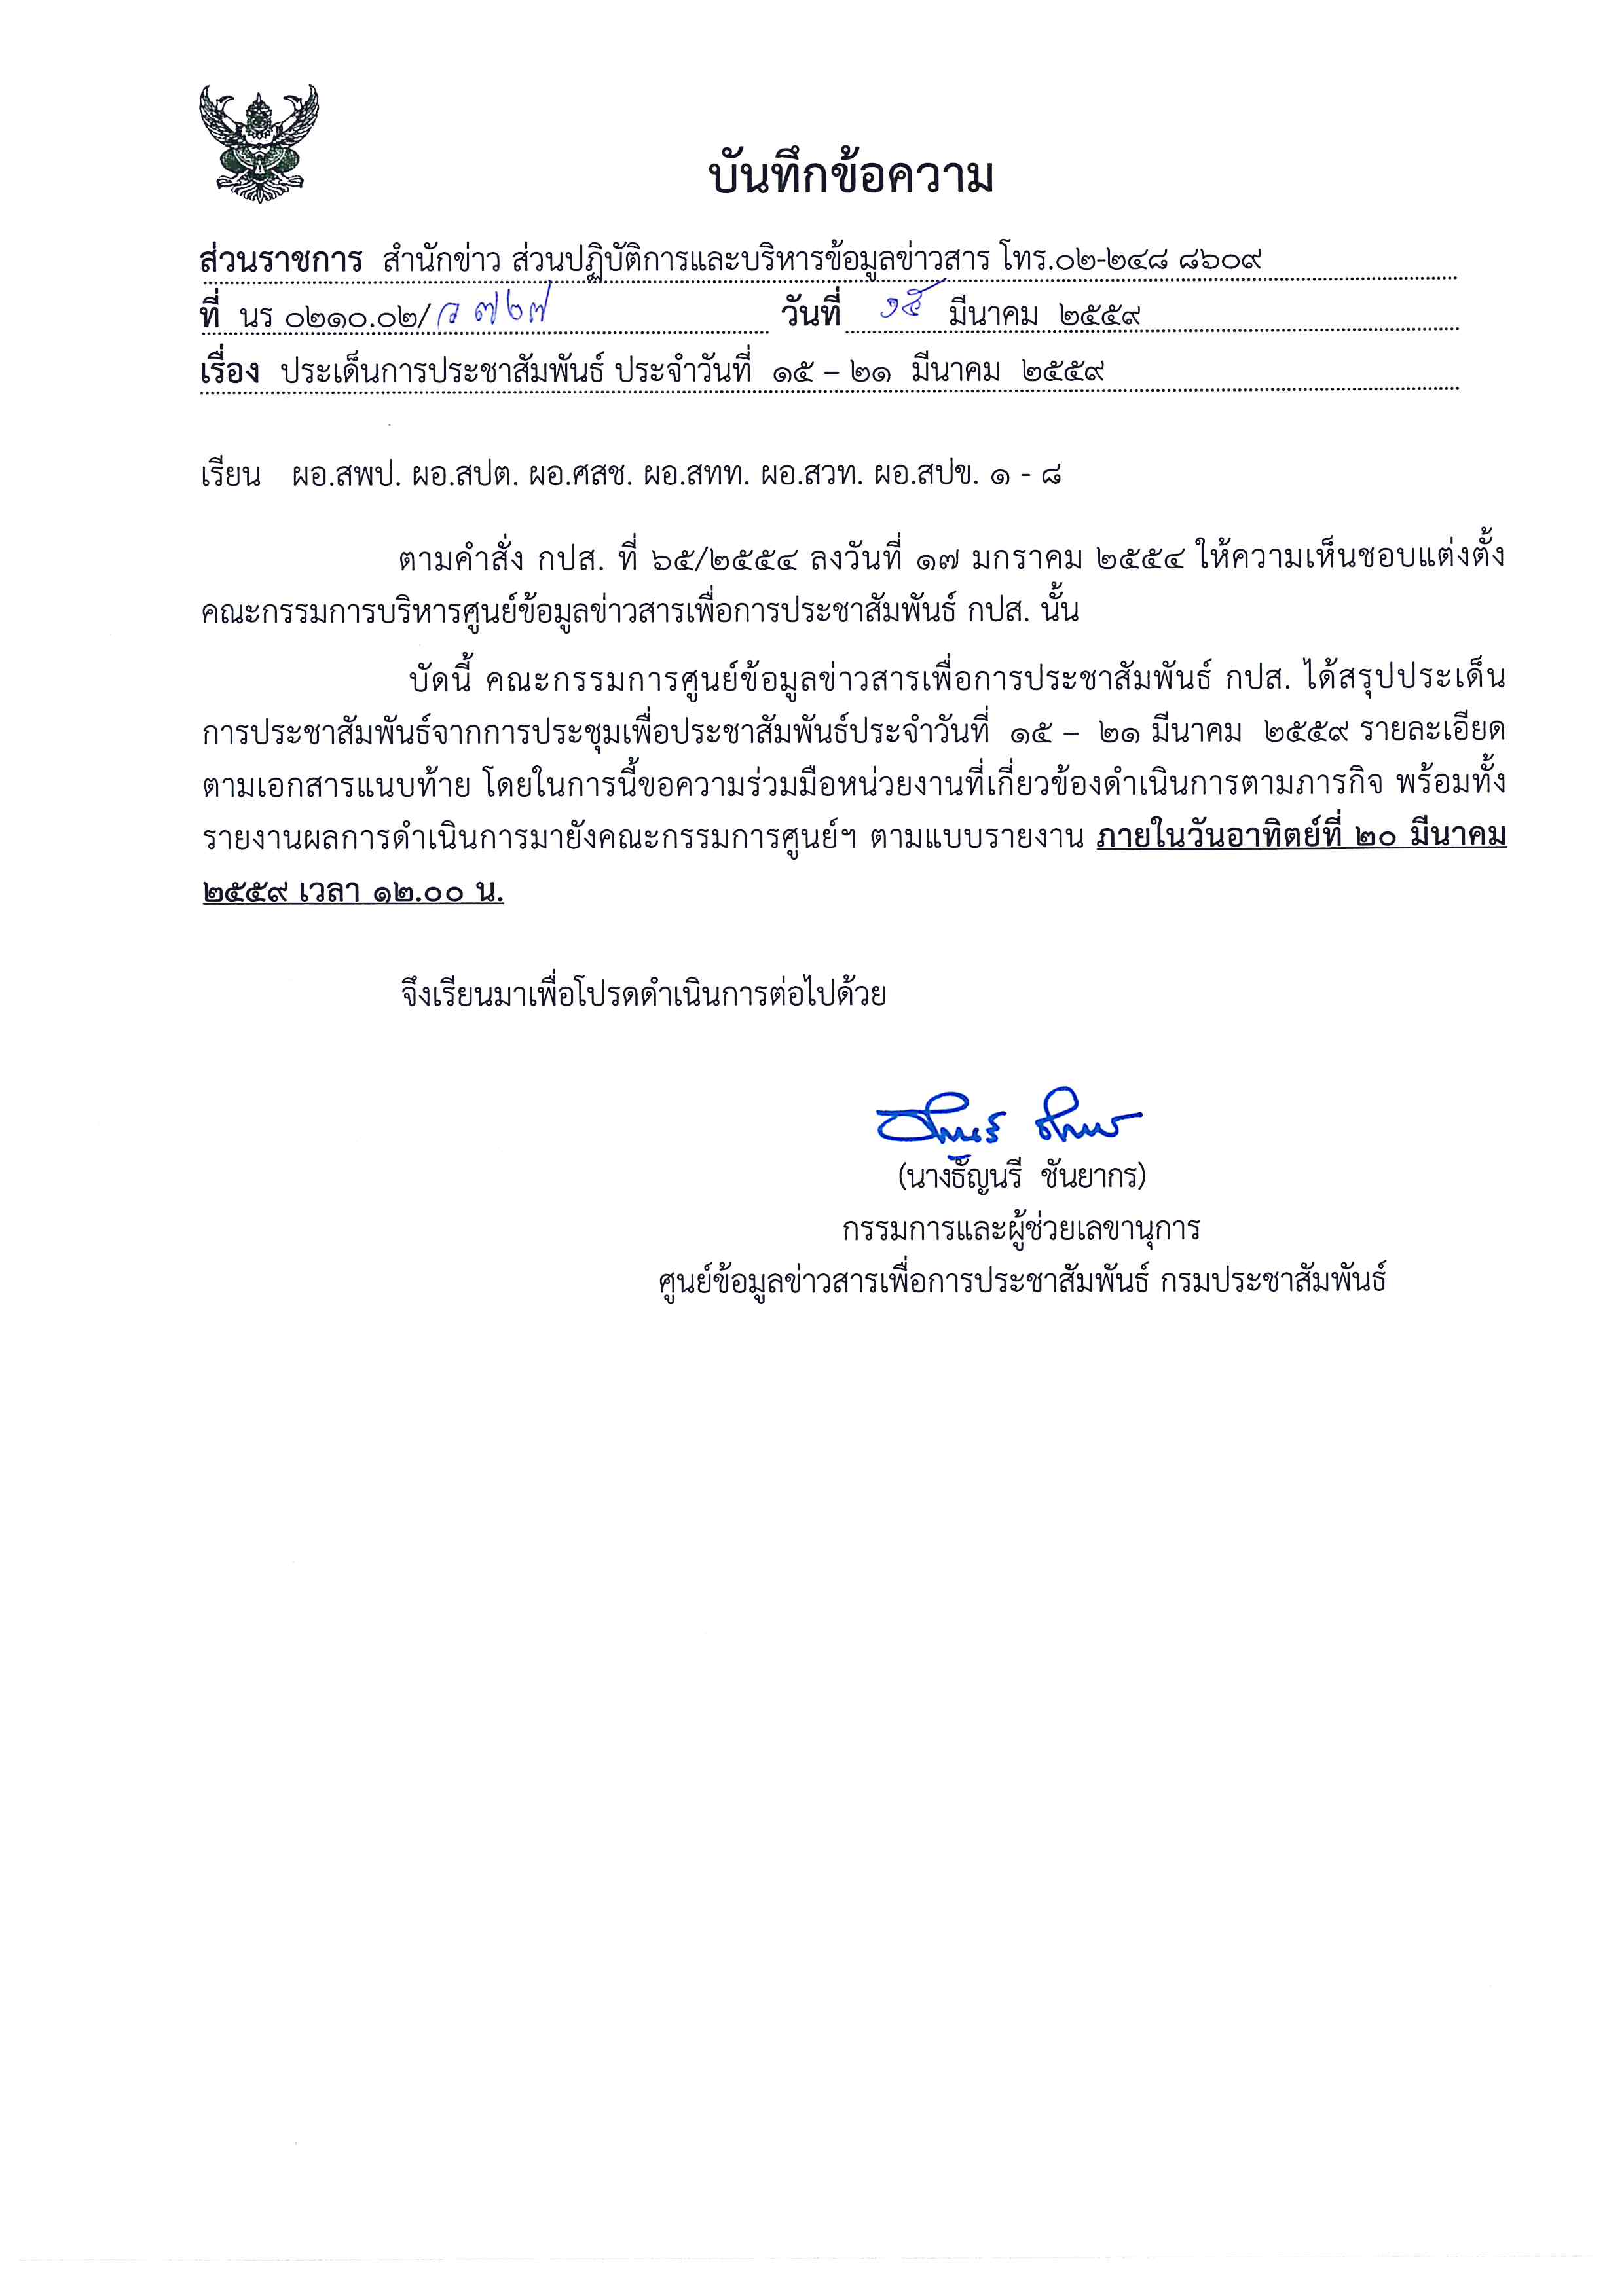 บันทึกข้อความ
ส่วนราชการ สำนักข่าว ส่วนปฏิบัติการและบริหารข้อมูลข่าวสาร โทร.๐๒-๒๔๘ ๘๖๐๙
ที่ นร ๐๒๑๐.๐๒/ว ๗๖๗ วันที่ ๑๕ มีนาคม ๒๕๕๙
เรื่อง ประเด็นการประชาสัมพันธ์ ประจำวันที่ ๑๕ – ๒๑ มีนาคม ๒๕๕๙
เรียน ผอ.สพป. ผอ.สปต. ผอ.ศสช. ผอ.สทท. ผอ.สวท. ผอ.สปข. ๑ - ๘
ตามคำสั่ง กปส. ที่ ๖๕/๒๕๕๔ ลงวันที่ ๑๗ มกราคม ๒๕๕๔ ให้ความเห็นชอบแต่งตั้ง
คณะกรรมการบริหารศูนย์ข้อมูลข่าวสารเพื่อการประชาสัมพันธ์ กปส. นั้น
บัดนี้ คณะกรรมการศูนย์ข้อมูลข่าวสารเพื่อการประชาสัมพันธ์ กปส. ได้สรุปประเด็น
การประชาสัมพันธ์จากการประชุมเพื่อประชาสัมพันธ์ประจำวันที่ ๑๕ – ๒๑ มีนาคม ๒๕๕๙ รายละเอียด
ตามเอกสารแนบท้าย โดยในการนี้ขอความร่วมมือหน่วยงานที่เกี่ยวข้องดำเนินการตามภารกิจ พร้อมทั้ง
รายงานผลการดำเนินการมายังคณะกรรมการศูนย์ฯ ตามแบบรายงาน ภายในวันอาทิตย์ที่ ๒๐ มีนาคม
๒๕๕๙ เวลา ๑๒.๐๐ น.
จึงเรียนมาเพื่อโปรดดำเนินการต่อไปด้วย
(นางธัญนรี ชันยากร)
กรรมการและผู้ช่วยเลขานุการ
ศูนย์ข้อมูลข่าวสารเพื่อการประชาสัมพันธ์ กรมประชาสัมพันธ์